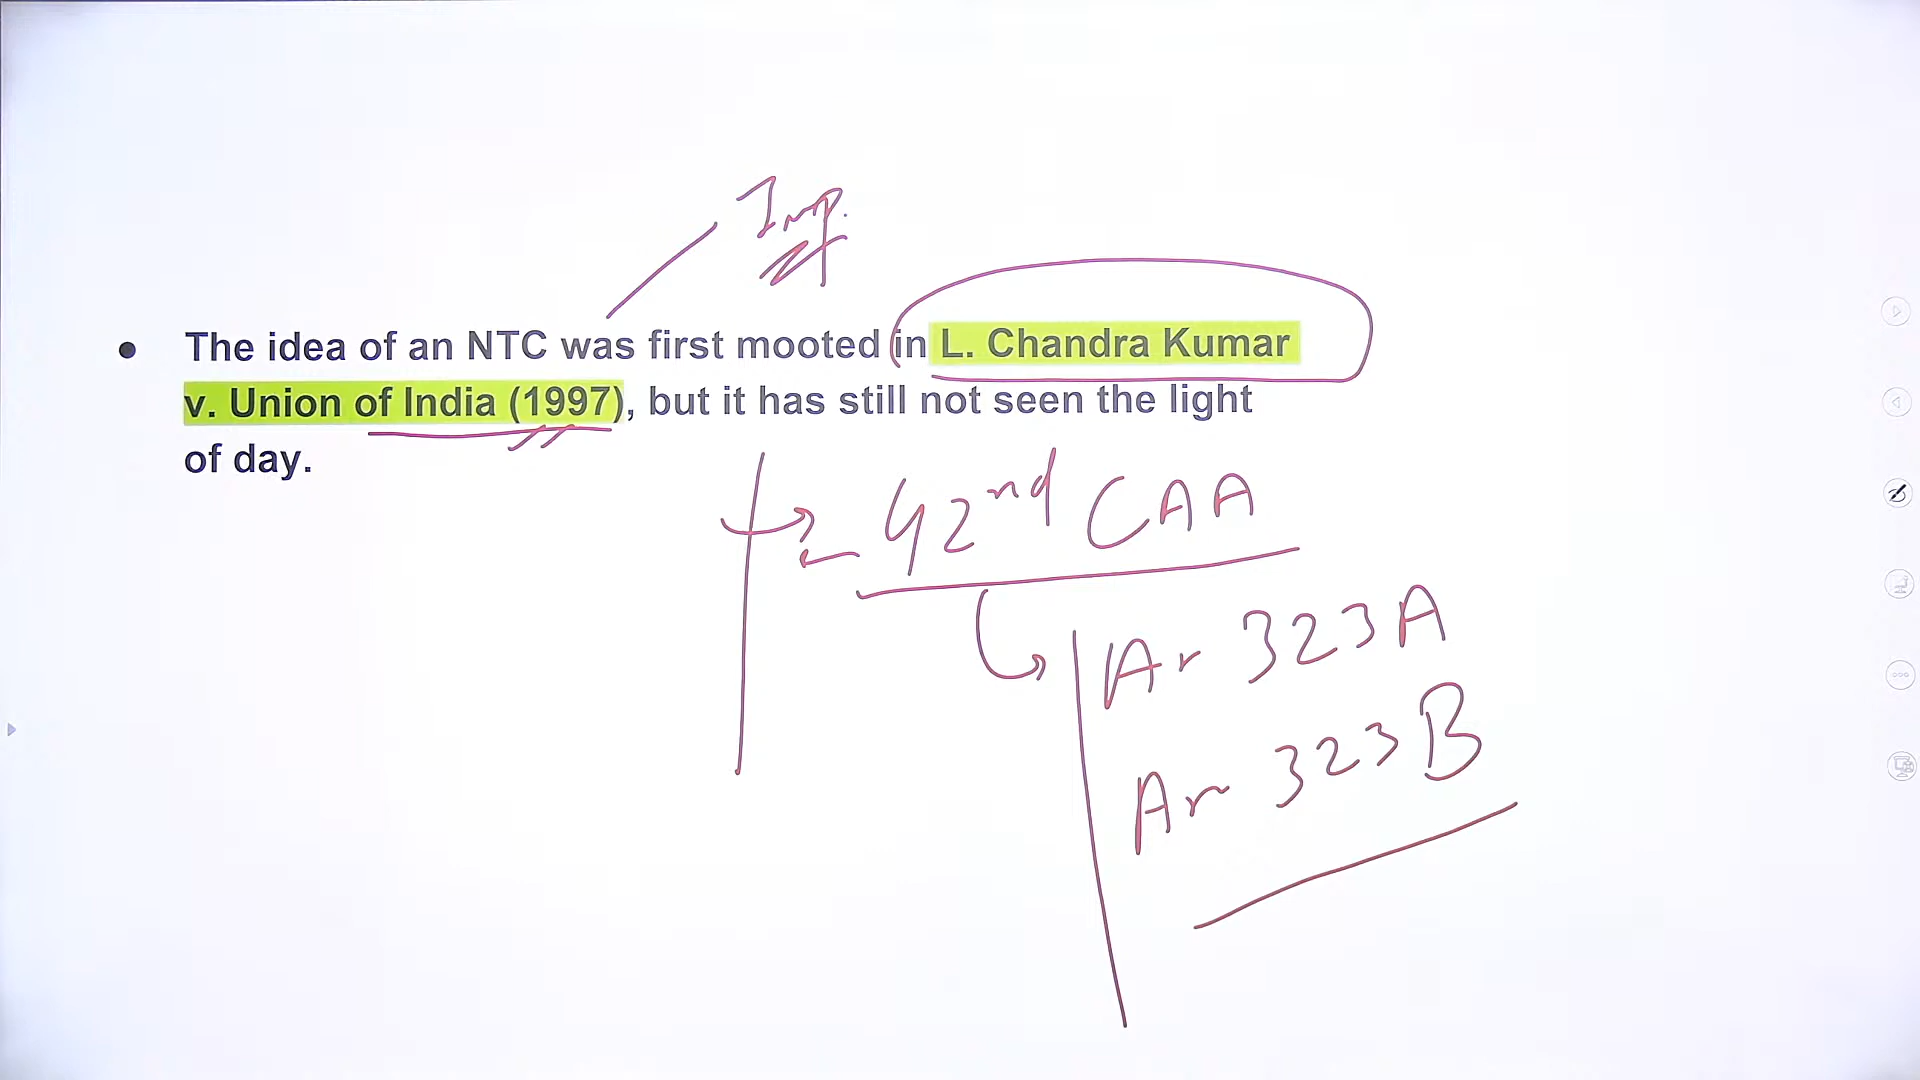 Imp.
The idea of an NTC was first mooted in L. Chandra Kumar
v. Union of India (1997), but it has still not seen the light
of day.
42nd CAA
Ar 323A
Ar 323B